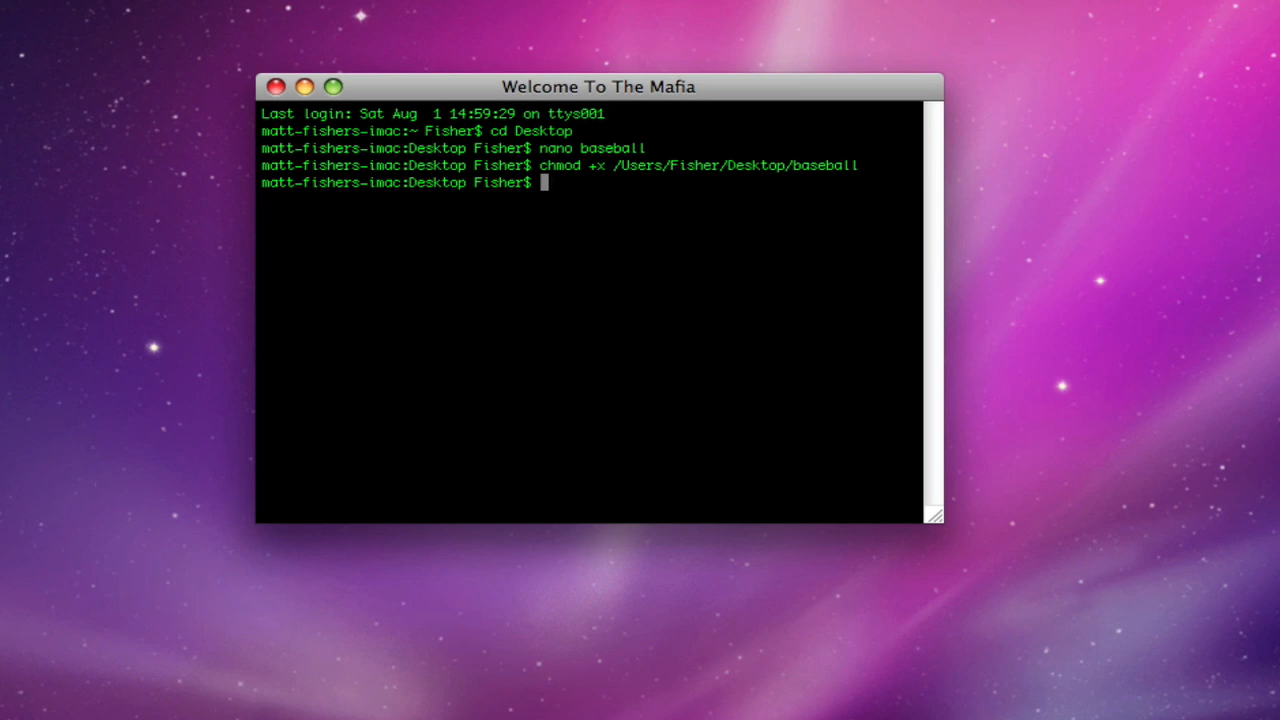 Welcome To The Mafia
Last login: Sat Aug  1 14:59:29 on ttys001
matt-fishers-imac:~ Fisher$ cd Desktop
matt-fishers-imac:Desktop Fisher$ nano baseball
matt-fishers-imac:Desktop Fisher$ chmod +x /Users/Fisher/Desktop/baseball
matt-fishers-imac:Desktop Fisher$